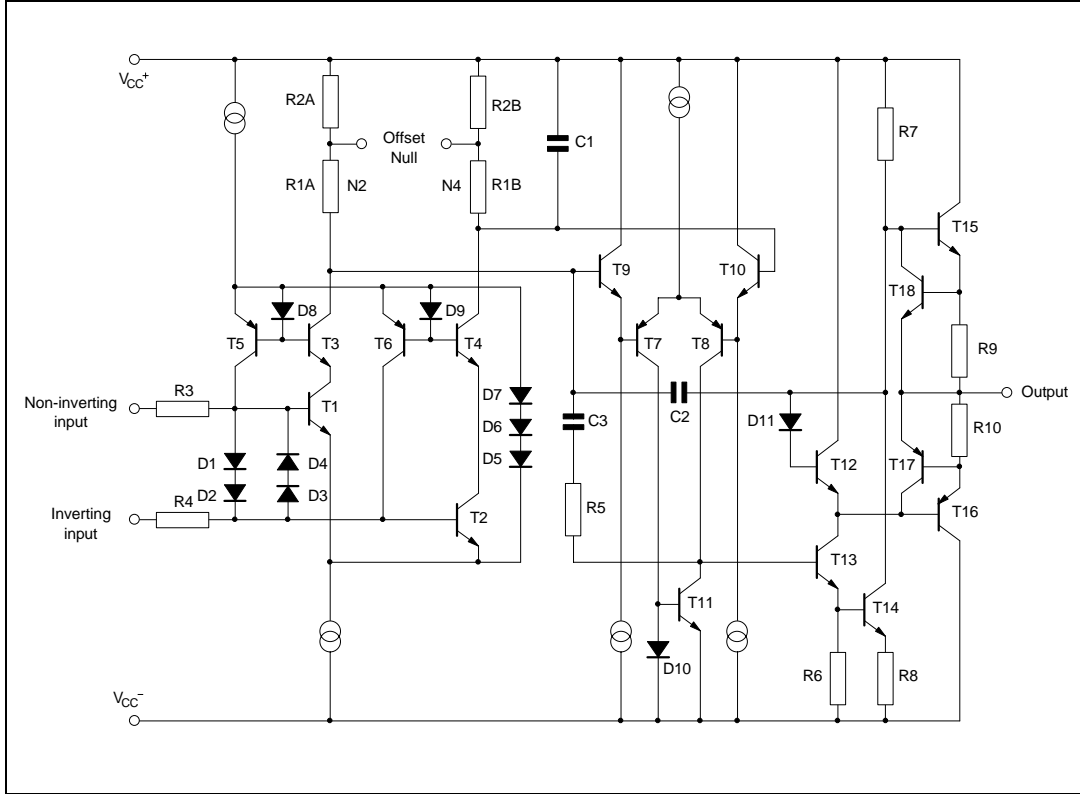 VCC+
R2A
R2B
Offset
Null
C1
R7
R1A
N2
N4
R1B
T15
T9
T10
T18
D8
D9
T5
T3
T6
T4
T7
T8
R9
R3
D7
Non-inverting
input
Output
T1
D6
C3
C2
D11
R10
D1
D4
D5
T12
T17
D2
D3
R4
R5
Inverting
input
T2
T16
T13
T11
T14
D10
R6
R8
VCC−